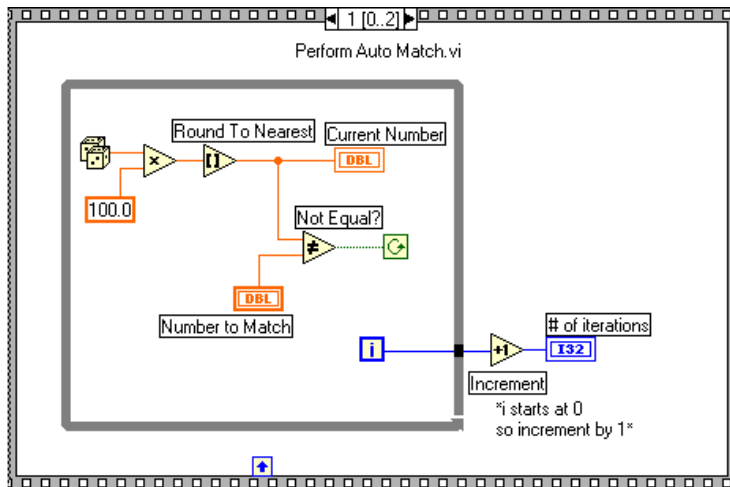 1 [0..2]
Perform Auto Match.vi
Round To Nearest
Current Number
DBL
x
[]
100.0
Not Equal?
≠
DBL
Number to Match
# of iterations
i
+1
I32
Increment
*i starts at 0
so increment by 1*